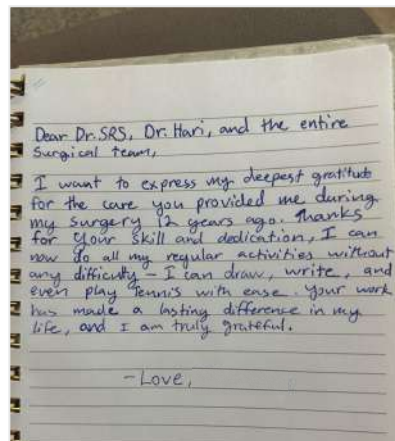 Dear Dr. SRS, Dr. Hari, and the entire
Surgical team,
I want to express my deepest gratitude
for the care you provided me during
my surgery 12 years ago. Thanks
for your skill and dedication, I can
now do all my regular activities without
any difficulty – I can draw, write, and
even play Tennis with ease. Your work
has made a lasting difference in my
life, and I am truly grateful.
- Love,